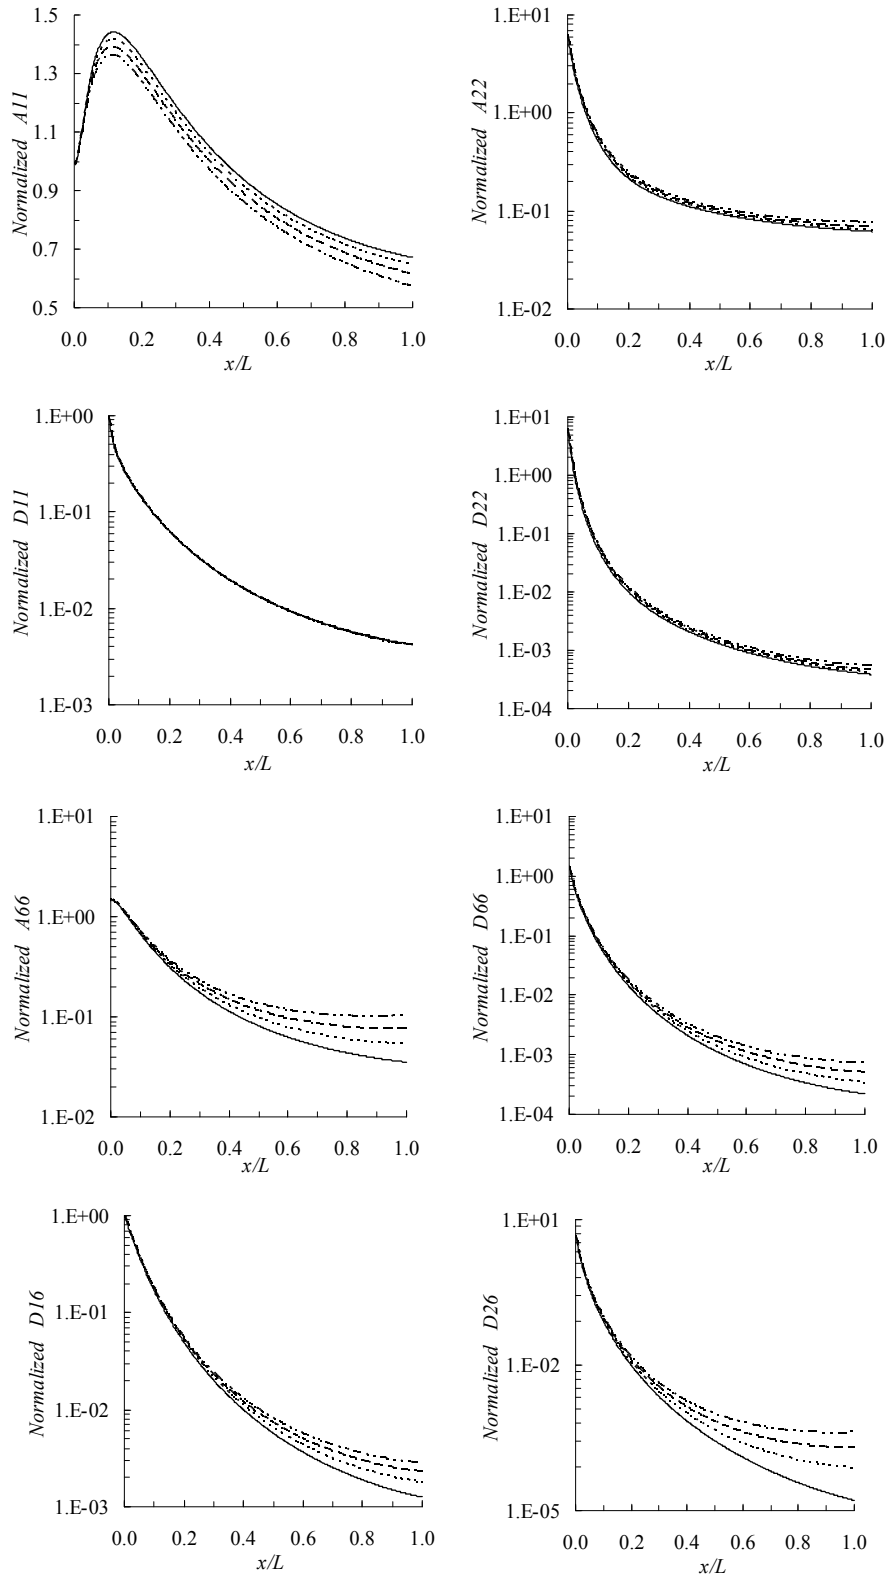 1.5
1.3
1.1
0.9
0.7
0.5
Normalized A11
0.0 0.2 0.4 0.6 0.8 1.0
x/L
1.E+01
1.E+00
1.E-01
1.E-02
Normalized A22
0.0 0.2 0.4 0.6 0.8 1.0
x/L
1.E+00
1.E-01
1.E-02
1.E-03
Normalized D11
0.0 0.2 0.4 0.6 0.8 1.0
x/L
1.E+01
1.E+00
1.E-01
1.E-02
1.E-03
1.E-04
Normalized D22
0.0 0.2 0.4 0.6 0.8 1.0
x/L
1.E+01
1.E+00
1.E-01
1.E-02
Normalized A66
0.0 0.2 0.4 0.6 0.8 1.0
x/L
1.E+01
1.E+00
1.E-01
1.E-02
1.E-03
1.E-04
Normalized D66
0.0 0.2 0.4 0.6 0.8 1.0
x/L
1.E+00
1.E-01
1.E-02
1.E-03
Normalized D16
0.0 0.2 0.4 0.6 0.8 1.0
x/L
1.E+01
1.E-02
1.E-05
Normalized D26
0.0 0.2 0.4 0.6 0.8 1.0
x/L